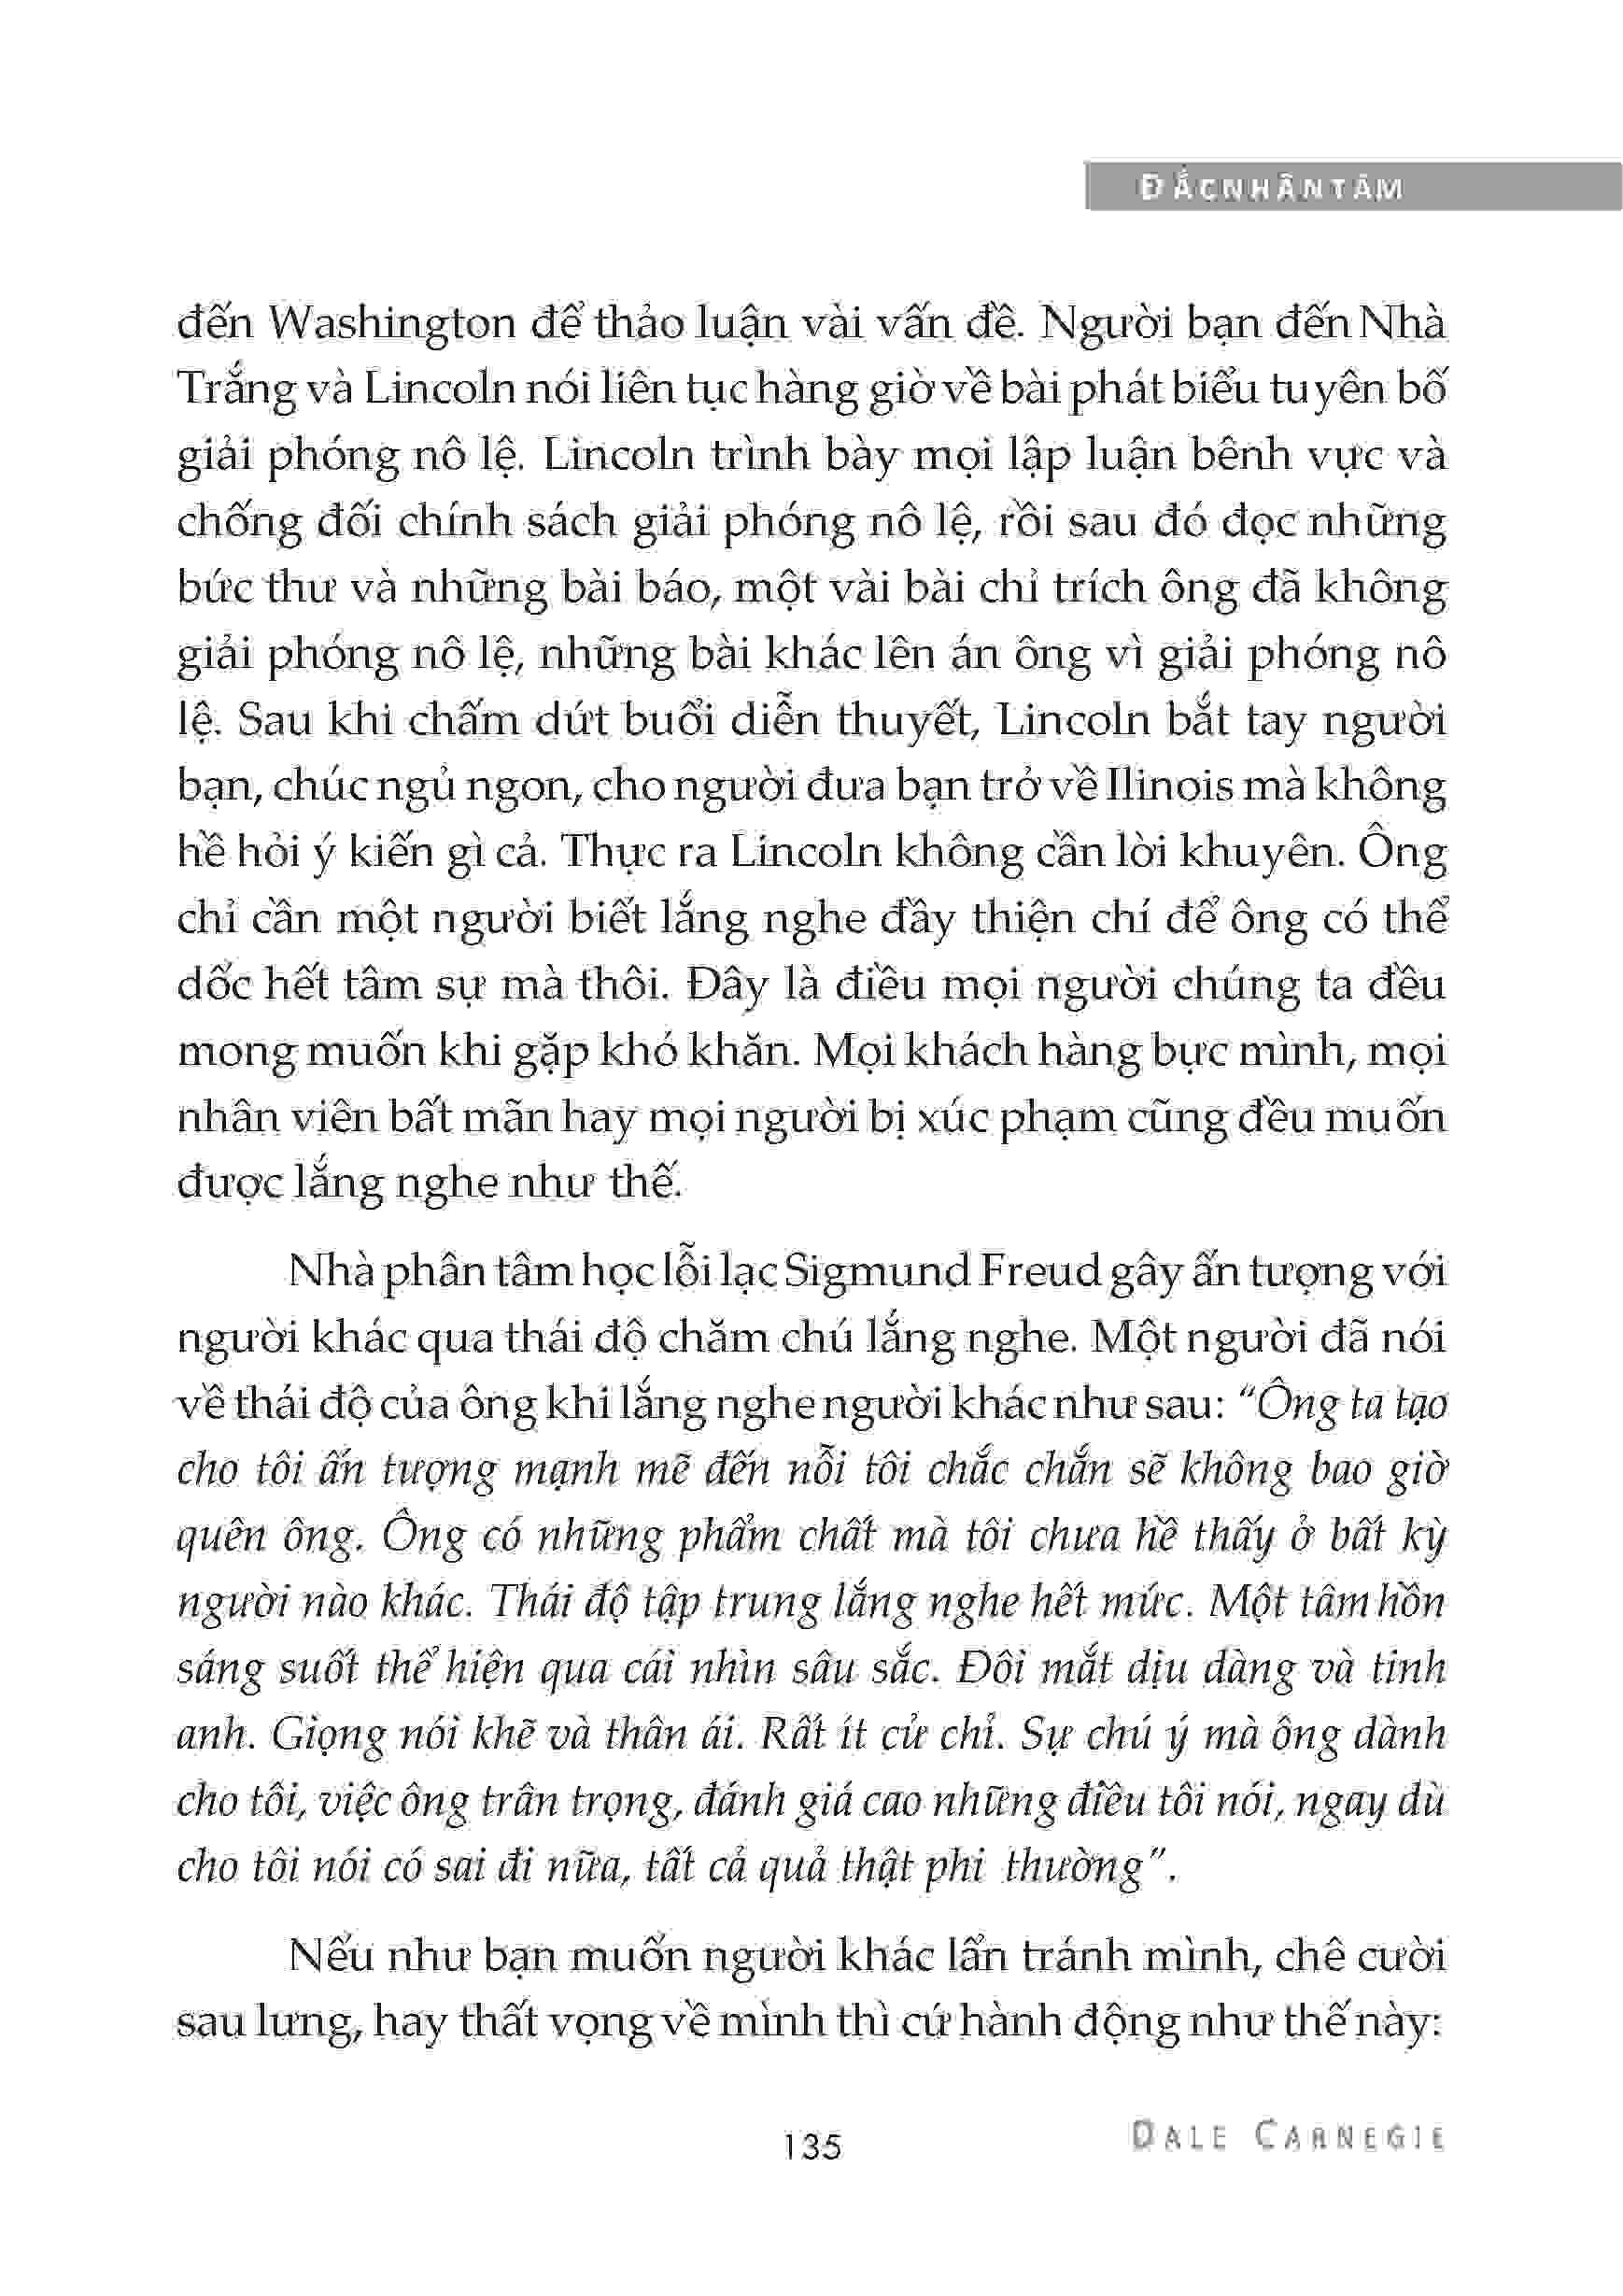 ĐẮCNHÂNTÂM
đến Washington để thảo luận vài vấn đề. Người bạn đến Nhà
Trắng và Lincoln nói liên tục hàng giờ về bài phát biểu tuyên bố
giải phóng nô lệ. Lincoln trình bày mọi lập luận bênh vực và
chống đối chính sách giải phóng nô lệ, rồi sau đó đọc những
bức thư và những bài báo, một vài bài chỉ trích ông đã không
giải phóng nô lệ, những bài khác lên án ông vì giải phóng nô
lệ. Sau khi chấm dứt buổi diễn thuyết, Lincoln bắt tay người
bạn, chúc ngủ ngon, cho người đưa bạn trở về Ilinois mà không
hề hỏi ý kiến gì cả. Thực ra Lincoln không cần lời khuyên. Ông
chỉ cần một người biết lắng nghe đầy thiện chí để ông có thể
dốc hết tâm sự mà thôi. Đây là điều mọi người chúng ta đều
mong muốn khi gặp khó khăn. Mọi khách hàng bực mình, mọi
nhân viên bất mãn hay mọi người bị xúc phạm cũng đều muốn
được lắng nghe như thế.
Nhà phân tâm học lỗi lạc Sigmund Freud gây ấn tượng với
người khác qua thái độ chăm chú lắng nghe. Một người đã nói
về thái độ của ông khi lắng nghe người khác như sau: “Ông ta tạo
cho tôi ấn tượng mạnh mẽ đến nỗi tôi chắc chắn sẽ không bao giờ
quên ông. Ông có những phẩm chất mà tôi chưa hề thấy ở bất kỳ
người nào khác. Thái độ tập trung lắng nghe hết mức. Một tâm hồn
sáng suốt thể hiện qua cái nhìn sâu sắc. Đôi mắt dịu dàng và tinh
anh. Giọng nói khẽ và thân ái. Rất ít cử chỉ. Sự chú ý mà ông dành
cho tôi, việc ông trân trọng, đánh giá cao những điều tôi nói, ngay dù
cho tôi nói có sai đi nữa, tất cả quả thật phi thường”.
Nếu như bạn muốn người khác lẩn tránh mình, chê cười
sau lưng, hay thất vọng về mình thì cứ hành động như thế này:
135
DALE CARNEGIE